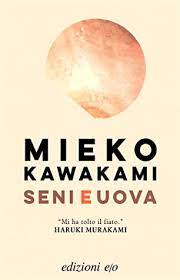 MIEKO
KAWAKAMI
SENI E UOVA
"Mi ha tolto il fiato."
HARUKI MURAKAMI
edizioni e/o